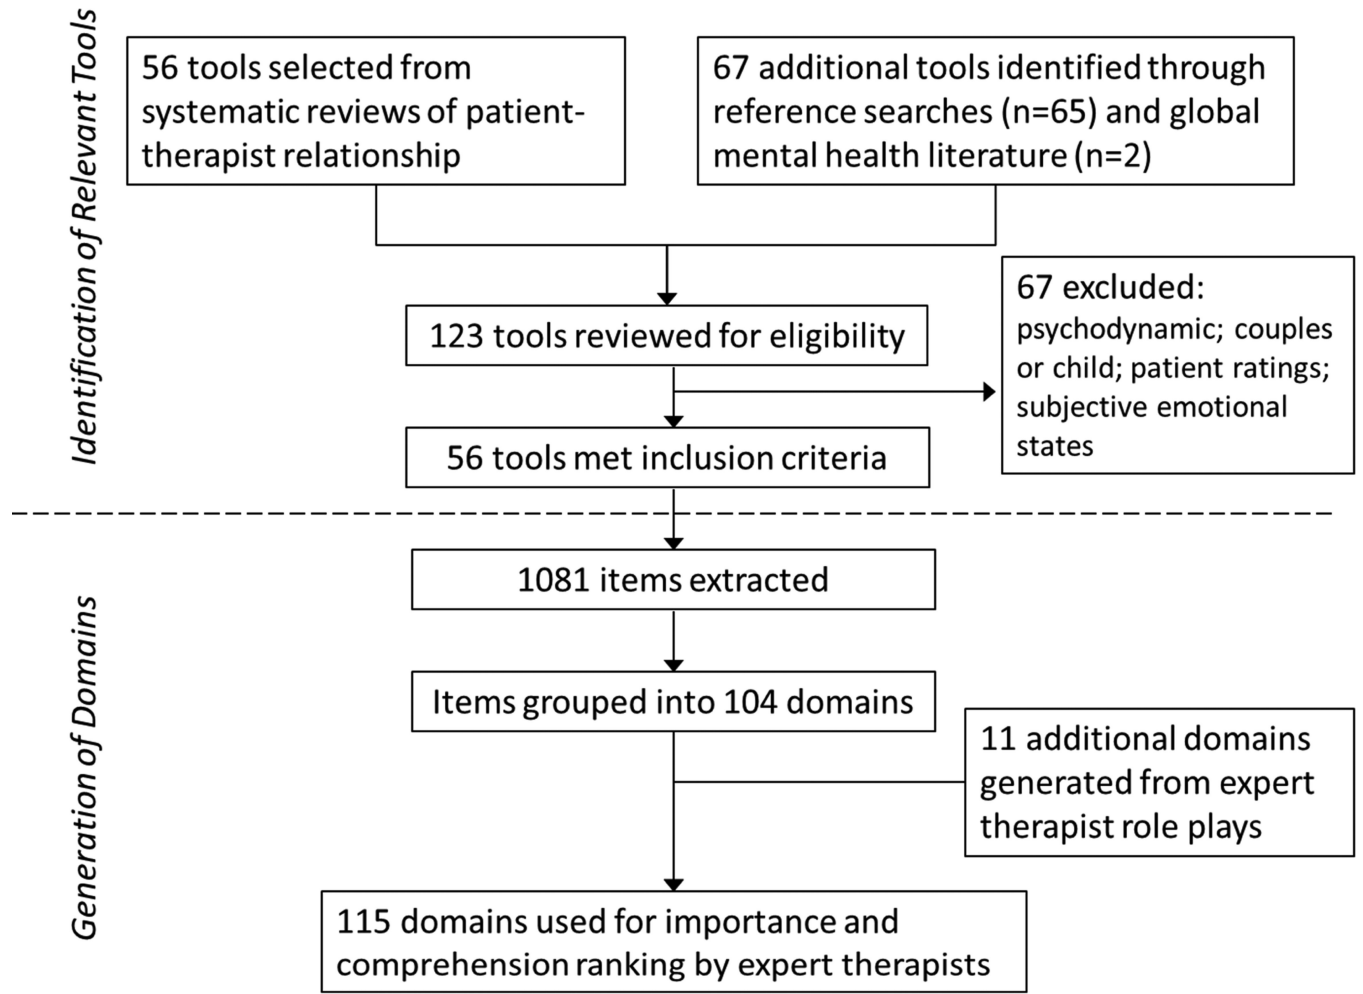 Identification of Relevant Tools
56 tools selected from
systematic reviews of patient-
therapist relationship
67 additional tools identified through
reference searches (n=65) and global
mental health literature (n=2)
123 tools reviewed for eligibility
67 excluded:
psychodynamic; couples
or child; patient ratings;
subjective emotional
states
56 tools met inclusion criteria
Generation of Domains
1081 items extracted
Items grouped into 104 domains
11 additional domains
generated from expert
therapist role plays
115 domains used for importance and
comprehension ranking by expert therapists